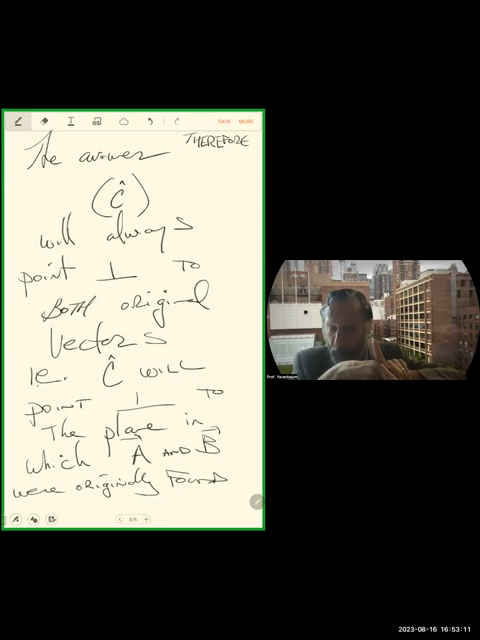 SAVE MORE
THEREFORE
The answer
(Ĉ)
will always
point ⊥ TO
BOTH original
Vectors
IE. Ĉ WILL
POINT ⊥ TO
The plane in
which A⃗ AND B⃗
were originally FOUND
6/6
Prof. Yaverbaum
2023-08-16 16:53:11